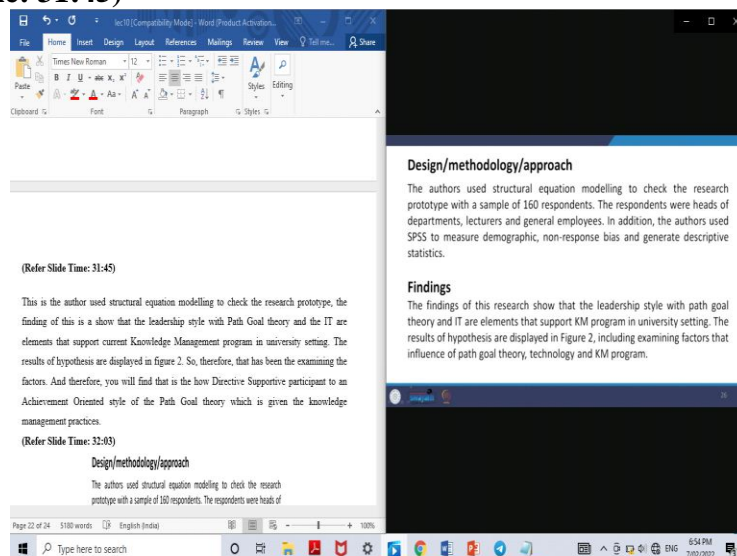 lec10 [Compatibility Mode] - Word (Product Activation...
File Home Insert Design Layout References Mailings Review View Tell me... Share
Times New Roman 12
Paste
B I U abc x₂ x²
Aa
Styles Editing
Clipboard Font Paragraph Styles
(Refer Slide Time: 31:45)
This is the author used structural equation modelling to check the research prototype, the
finding of this is a show that the leadership style with Path Goal theory and the IT are
elements that support current Knowledge Management program in university setting. The
results of hypothesis are displayed in figure 2. So, therefore, that has been the examining the
factors. And therefore, you will find that is the how Directive Supportive participant to an
Achievement Oriented style of the Path Goal theory which is given the knowledge
management practices.
(Refer Slide Time: 32:03)
Design/methodology/approach
The authors used structural equation modelling to check the research
prototype with a sample of 160 respondents. The respondents were heads of
Page 22 of 24 5180 words English (India) 100%
Design/methodology/approach
The authors used structural equation modelling to check the research
prototype with a sample of 160 respondents. The respondents were heads of
departments, lecturers and general employees. In addition, the authors used
SPSS to measure demographic, non-response bias and generate descriptive
statistics.
Findings
The findings of this research show that the leadership style with path goal
theory and IT are elements that support KM program in university setting. The
results of hypothesis are displayed in Figure 2, including examining factors that
influence of path goal theory, technology and KM program.
26
Type here to search
ENG
6:54 PM
7/02/2022